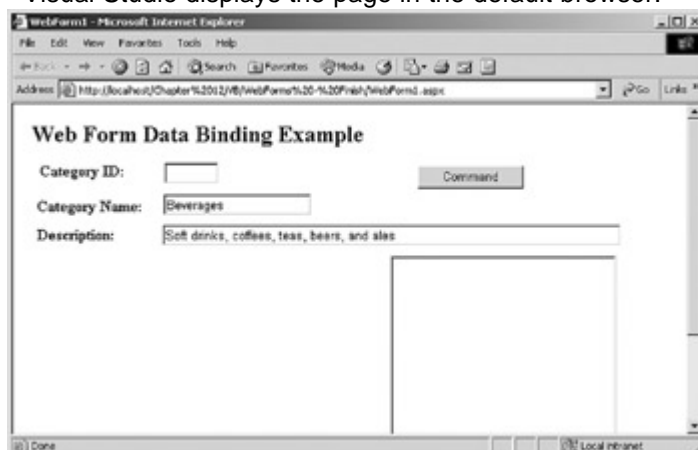 Visual Studio displays the page in the default browser.
WebForm1 - Microsoft Internet Explorer
File Edit View Favorites Tools Help
Back Search Favorites Media
Address http://localhost/Chapter%2012/VB/WebForms%20-%20Finish/WebForm1.aspx Go Links
Web Form Data Binding Example
Category ID:
Command
Category Name: Beverages
Description: Soft drinks, coffees, teas, beers, and ales
Done Local intranet